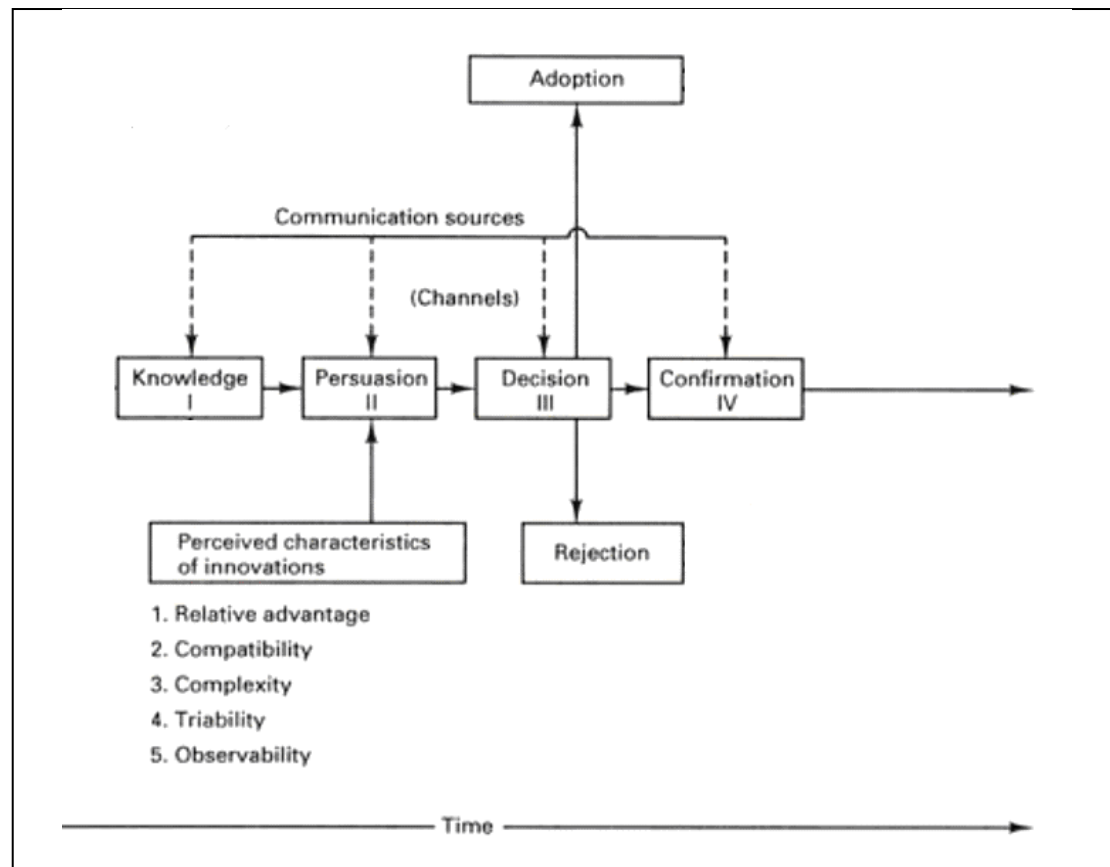 Adoption
Communication sources
(Channels)
Knowledge
I
Persuasion
II
Decision
III
Confirmation
IV
Perceived characteristics
of innovations
Rejection
1. Relative advantage
2. Compatibility
3. Complexity
4. Triability
5. Observability
Time